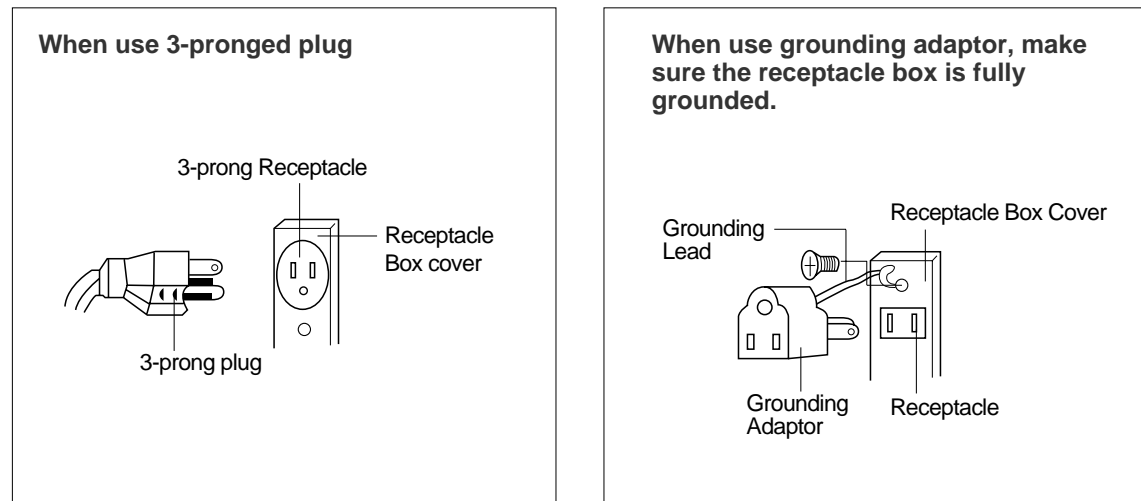 When use 3-pronged plug
3-prong Receptacle
Receptacle
Box cover
3-prong plug
When use grounding adaptor, make
sure the receptacle box is fully
grounded.
Receptacle Box Cover
Grounding
Lead
Grounding
Adaptor
Receptacle